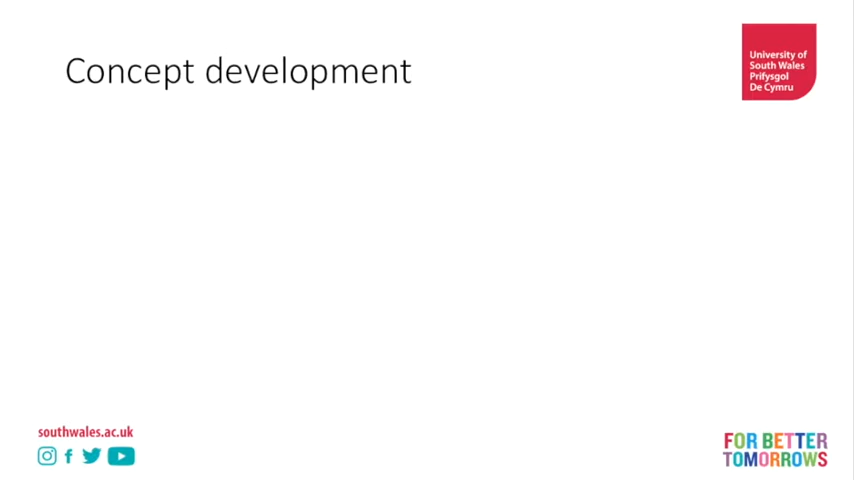 Concept development
University of
South Wales
Prifysgol
De Cymru
southwales.ac.uk
FOR BETTER
TOMORROWS